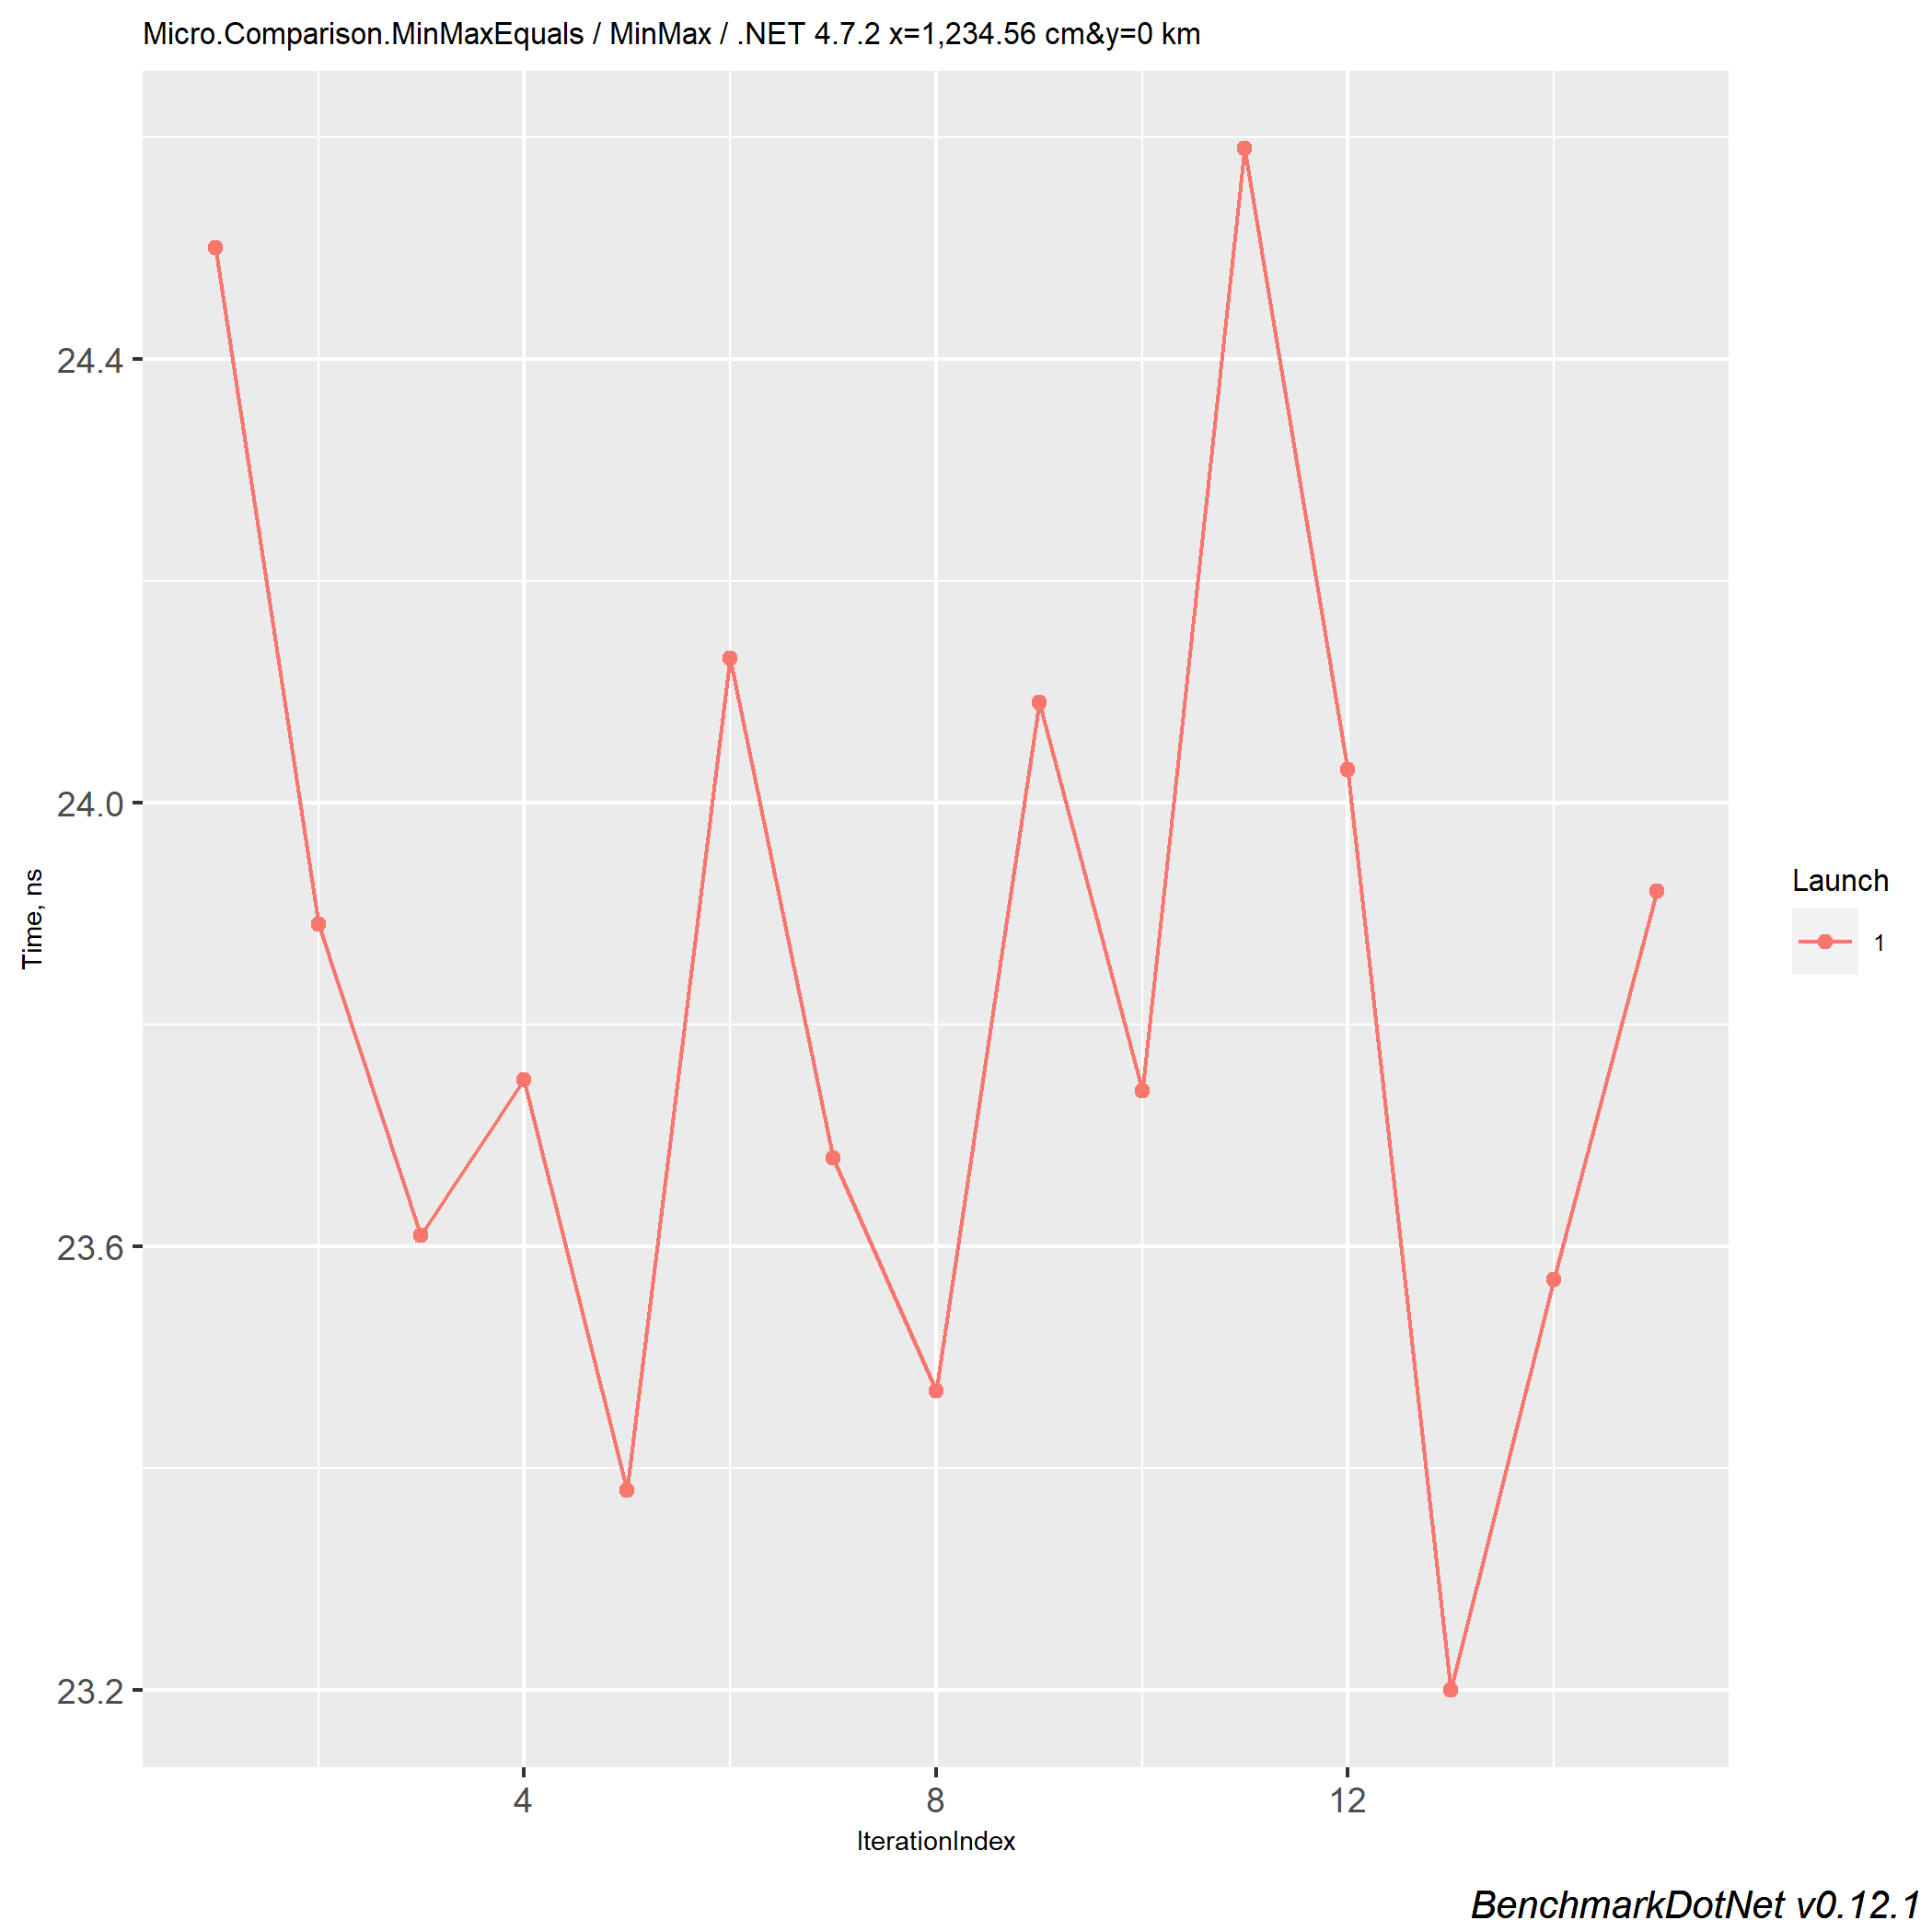 Micro.Comparison.MinMaxEquals / MinMax / .NET 4.7.2 x=1,234.56 cm&y=0 km
24.4
24.0
23.6
23.2
Time, ns
4 8 12
IterationIndex
Launch
1
BenchmarkDotNet v0.12.1